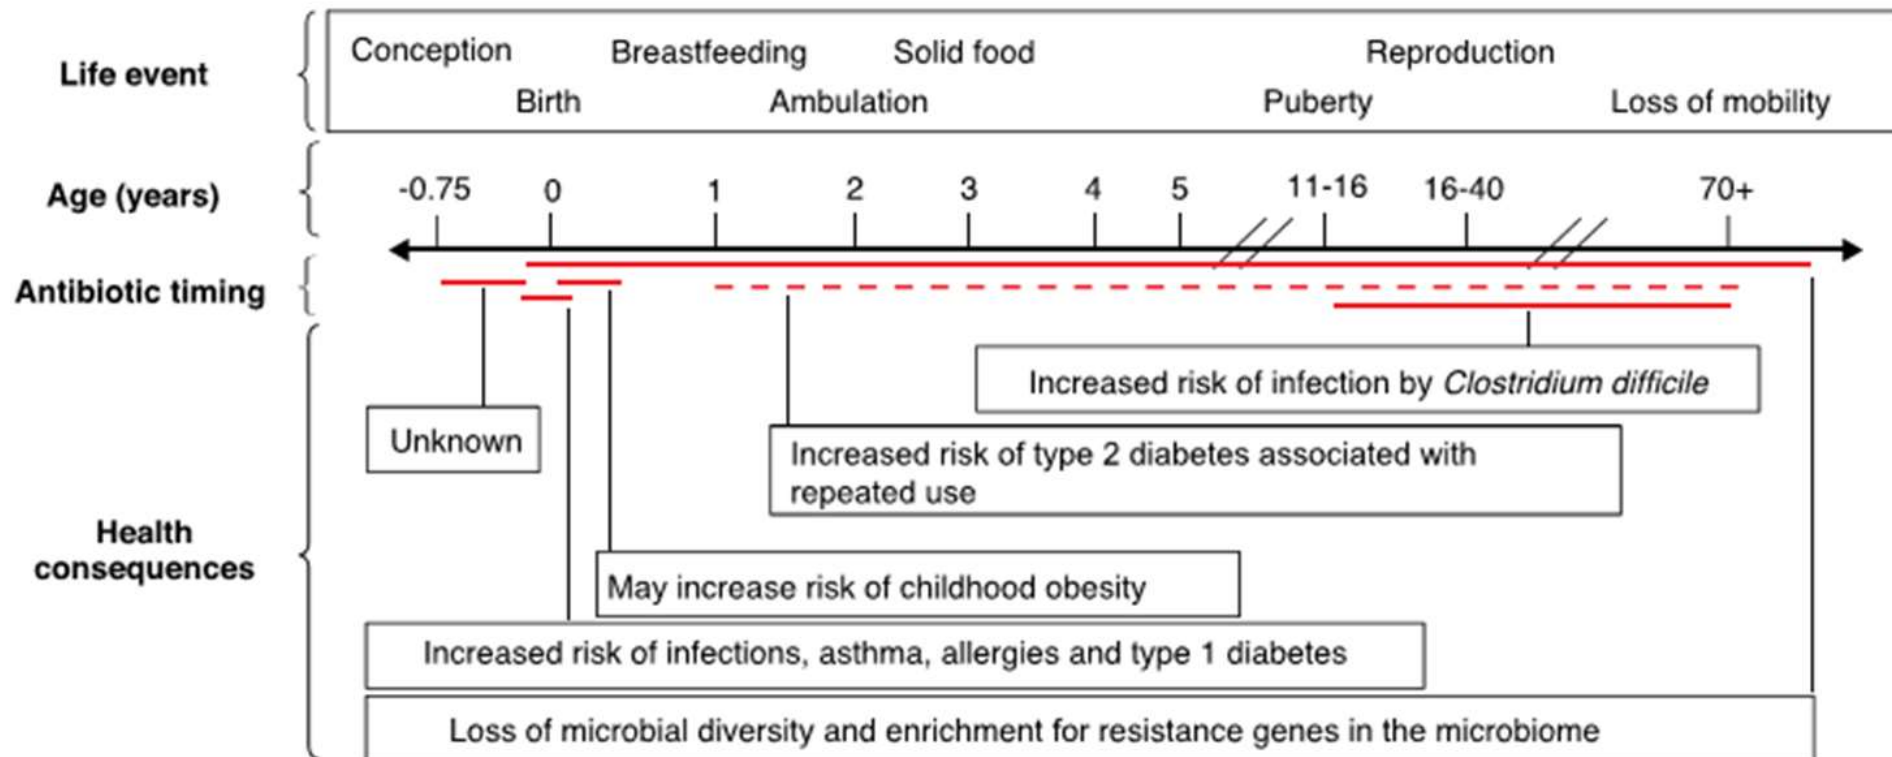 Life event
Conception
Breastfeeding
Solid food
Reproduction
Birth
Ambulation
Puberty
Loss of mobility
Age (years)
-0.75
0
1
2
3
4
5
11-16
16-40
70+
Antibiotic timing
Health
consequences
Increased risk of infection by Clostridium difficile
Unknown
Increased risk of type 2 diabetes associated with
repeated use
May increase risk of childhood obesity
Increased risk of infections, asthma, allergies and type 1 diabetes
Loss of microbial diversity and enrichment for resistance genes in the microbiome